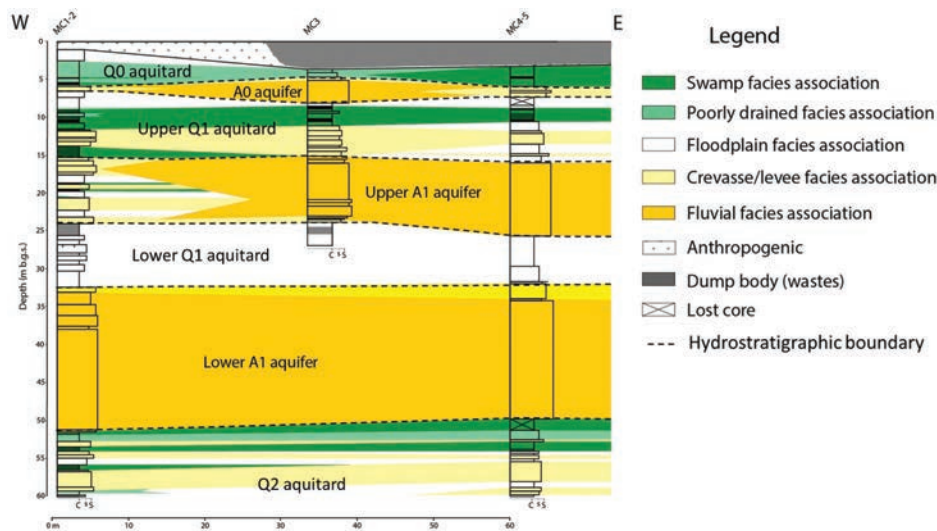 W
MC1-2
MC3
MC4-5
E
Depth (m b.g.s.)
0
5
10
15
20
25
30
35
40
45
50
55
60
Q0 aquitard
A0 aquifer
Upper Q1 aquitard
Upper A1 aquifer
Lower Q1 aquitard
Lower A1 aquifer
Q2 aquitard
C s S
C s S
C s S
0 m
10
20
30
40
50
60
Legend
Swamp facies association
Poorly drained facies association
Floodplain facies association
Crevasse/levee facies association
Fluvial facies association
Anthropogenic
Dump body (wastes)
Lost core
Hydrostratigraphic boundary